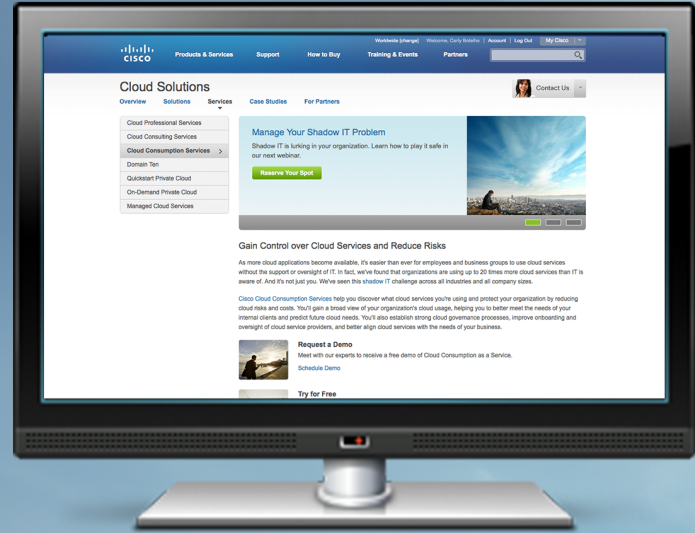 Worldwide [change] Welcome, Carly Botelho Account Log Out My Cisco
CISCO
Products & Services Support How to Buy Training & Events Partners
Cloud Solutions
Contact Us
Overview Solutions Services Case Studies For Partners
Cloud Professional Services
Cloud Consulting Services
Cloud Consumption Services
Domain Ten
Quickstart Private Cloud
On-Demand Private Cloud
Managed Cloud Services
Manage Your Shadow IT Problem
Shadow IT is lurking in your organization. Learn how to play it safe in
our next webinar.
Reserve Your Spot
Gain Control over Cloud Services and Reduce Risks
As more cloud applications become available, it's easier than ever for employees and business groups to use cloud services
without the support or oversight of IT. In fact, we've found that organizations are using up to 20 times more cloud services than IT is
aware of. And it's not just you. We've seen this shadow IT challenge across all industries and all company sizes.
Cisco Cloud Consumption Services help you discover what cloud services you're using and protect your organization by reducing
cloud risks and costs. You'll gain a broad view of your organization's cloud usage, helping you to better meet the needs of your
internal clients and predict future cloud needs. You'll also establish strong cloud governance processes, improve onboarding and
oversight of cloud service providers, and better align cloud services with the needs of your business.
Request a Demo
Meet with our experts to receive a free demo of Cloud Consumption as a Service.
Schedule Demo
Try for Free